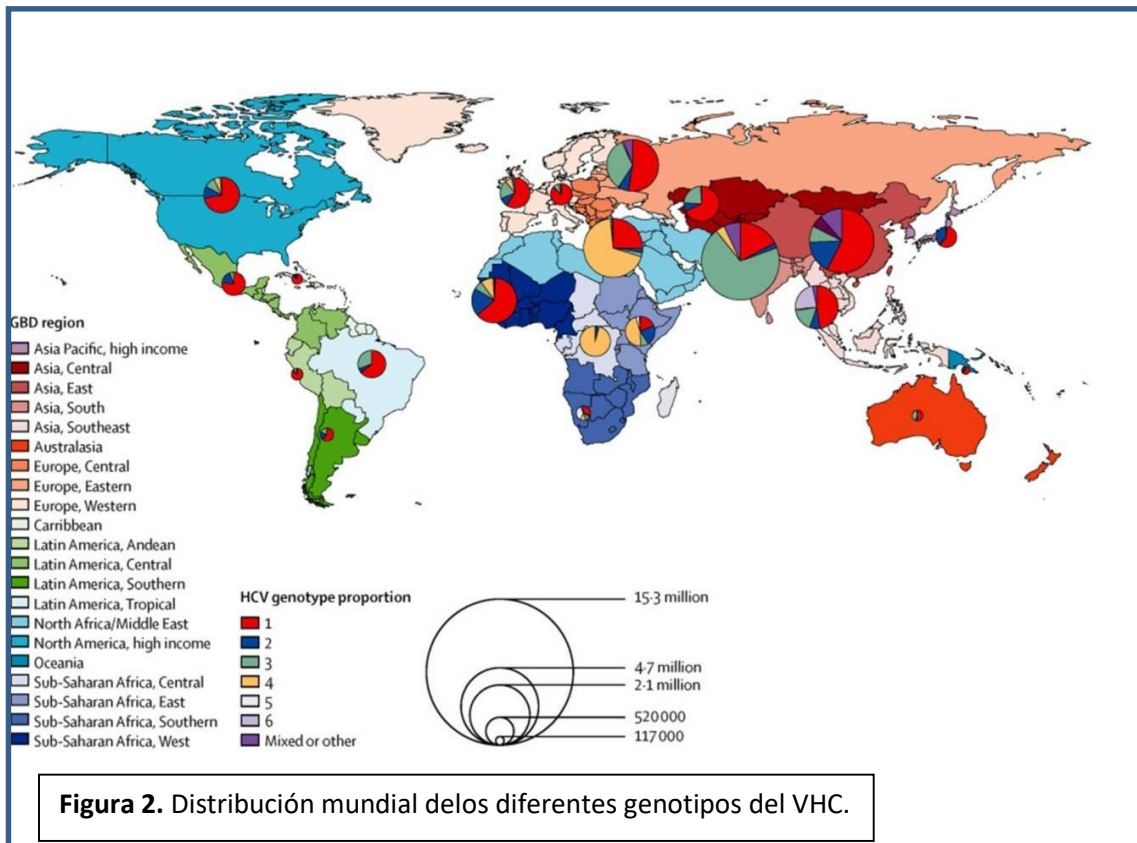 GBD region
Asia Pacific, high income
Asia, Central
Asia, East
Asia, South
Asia, Southeast
Australasia
Europe, Central
Europe, Eastern
Europe, Western
Carribbean
Latin America, Andean
Latin America, Central
Latin America, Southern
Latin America, Tropical
North Africa/Middle East
North America, high income
Oceania
Sub-Saharan Africa, Central
Sub-Saharan Africa, East
Sub-Saharan Africa, Southern
Sub-Saharan Africa, West
HCV genotype proportion
1
2
3
4
5
6
Mixed or other
15·3 million
4·7 million
2·1 million
520 000
117 000
Figura 2. Distribución mundial delos diferentes genotipos del VHC.